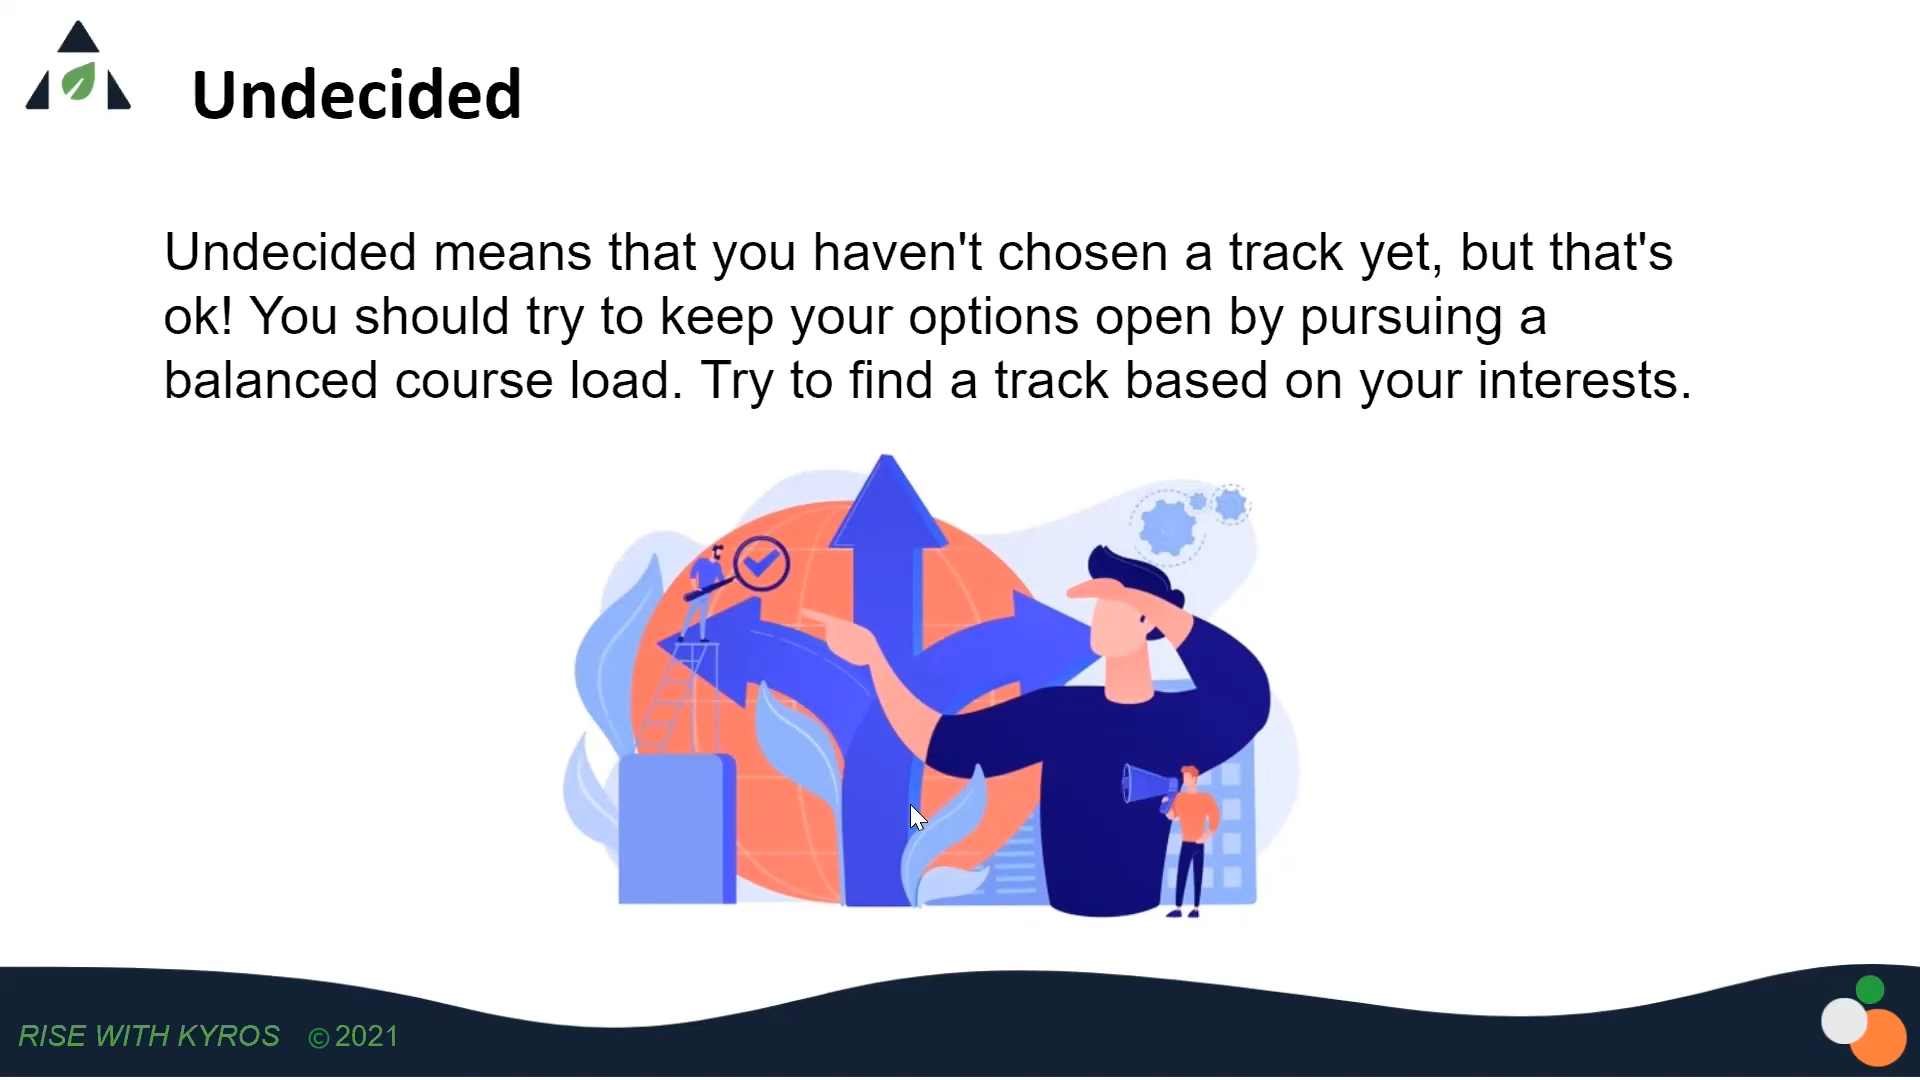 Undecided
Undecided means that you haven't chosen a track yet, but that's
ok! You should try to keep your options open by pursuing a
balanced course load. Try to find a track based on your interests.
RISE WITH KYROS © 2021